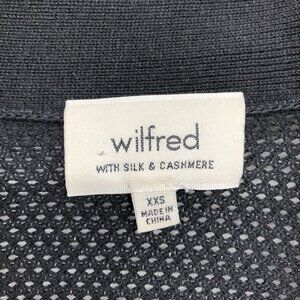 wilfred
WITH SILK & CASHMERE
XXS
MADE IN
CHINA